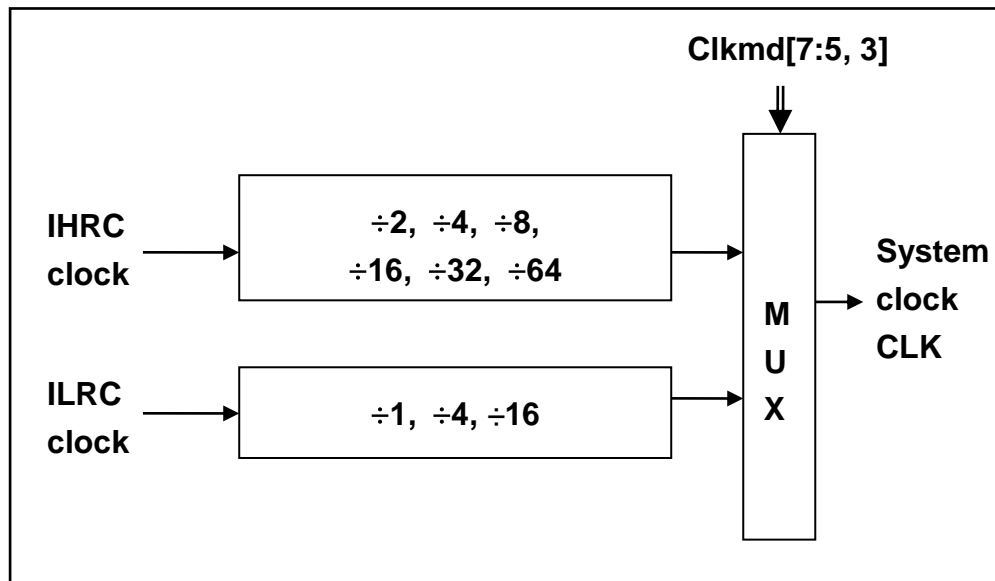 Clkmd[7:5, 3]
IHRC
clock
÷2, ÷4, ÷8,
÷16, ÷32, ÷64
ILRC
clock
÷1, ÷4, ÷16
M
U
X
System
clock
CLK